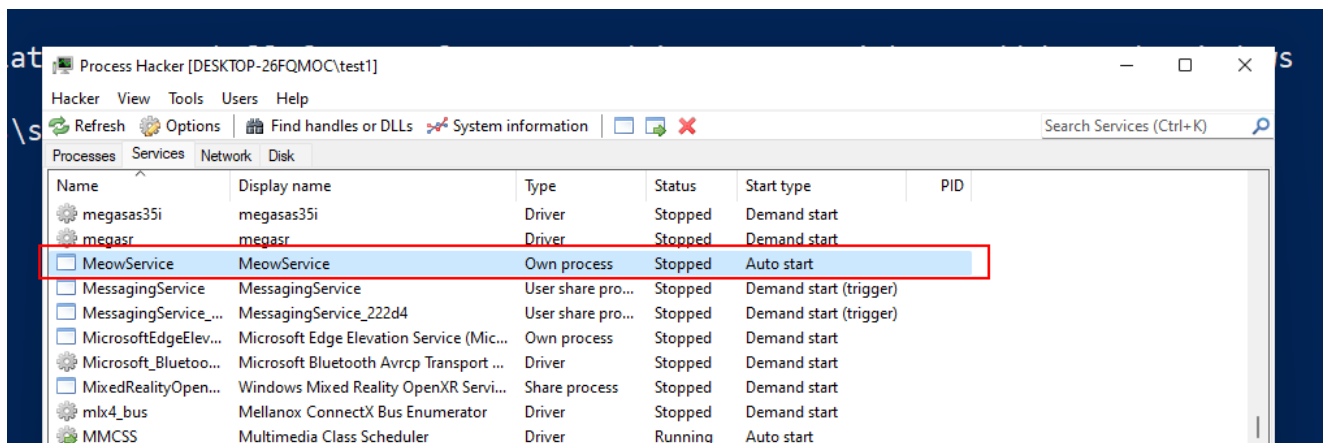 at
s
Process Hacker [DESKTOP-26FQMOC\test1]
Hacker View Tools Users Help
\s
Refresh Options Find handles or DLLs System information Search Services (Ctrl+K)
Processes Services Network Disk
Name Display name Type Status Start type PID
megasas35i megasas35i Driver Stopped Demand start
megasr megasr Driver Stopped Demand start
MeowService MeowService Own process Stopped Auto start
MessagingService MessagingService User share pro... Stopped Demand start (trigger)
MessagingService_... MessagingService_222d4 User share pro... Stopped Demand start (trigger)
MicrosoftEdgeElev... Microsoft Edge Elevation Service (Mic... Own process Stopped Demand start
Microsoft_Bluetoo... Microsoft Bluetooth Avrcp Transport ... Driver Stopped Demand start
MixedRealityOpen... Windows Mixed Reality OpenXR Servi... Share process Stopped Demand start
mlx4_bus Mellanox ConnectX Bus Enumerator Driver Stopped Demand start
MMCSS Multimedia Class Scheduler Driver Running Auto start